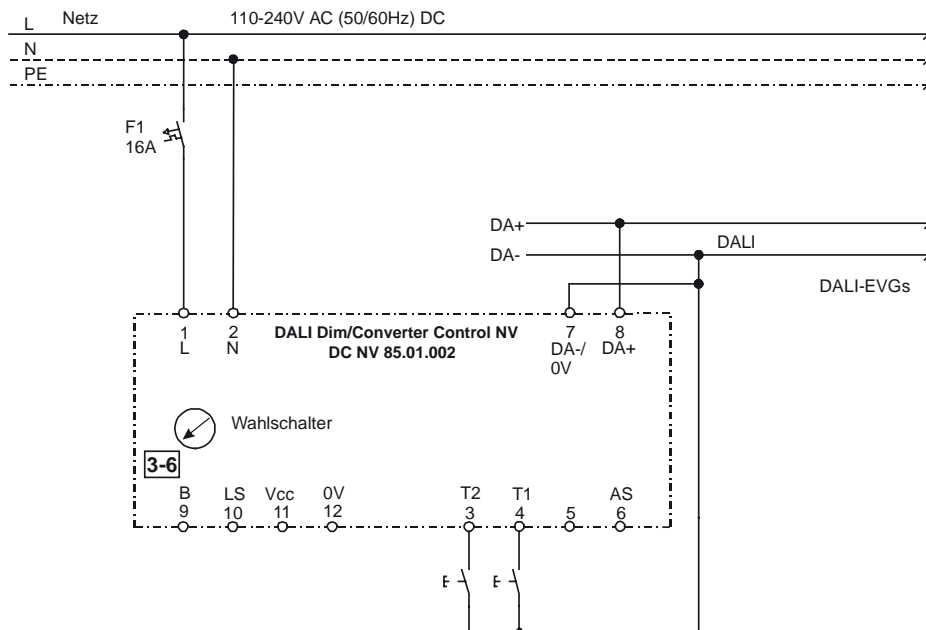 L Netz 110-240V AC (50/60Hz) DC
N
PE
F1
16A
DA+
DA- DALI
DALI-EVGs
1 2 DALI Dim/Converter Control NV 7 8
L N DC NV 85.01.002 DA-/ DA+
0V
Wahlschalter
3-6
B LS Vcc 0V T2 T1 AS
9 10 11 12 3 4 5 6